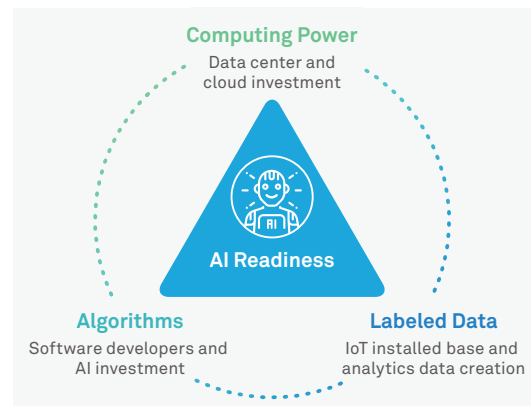 Computing Power
Data center and
cloud investment
AI
AI Readiness
Algorithms
Software developers and
AI investment
Labeled Data
IoT installed base and
analytics data creation